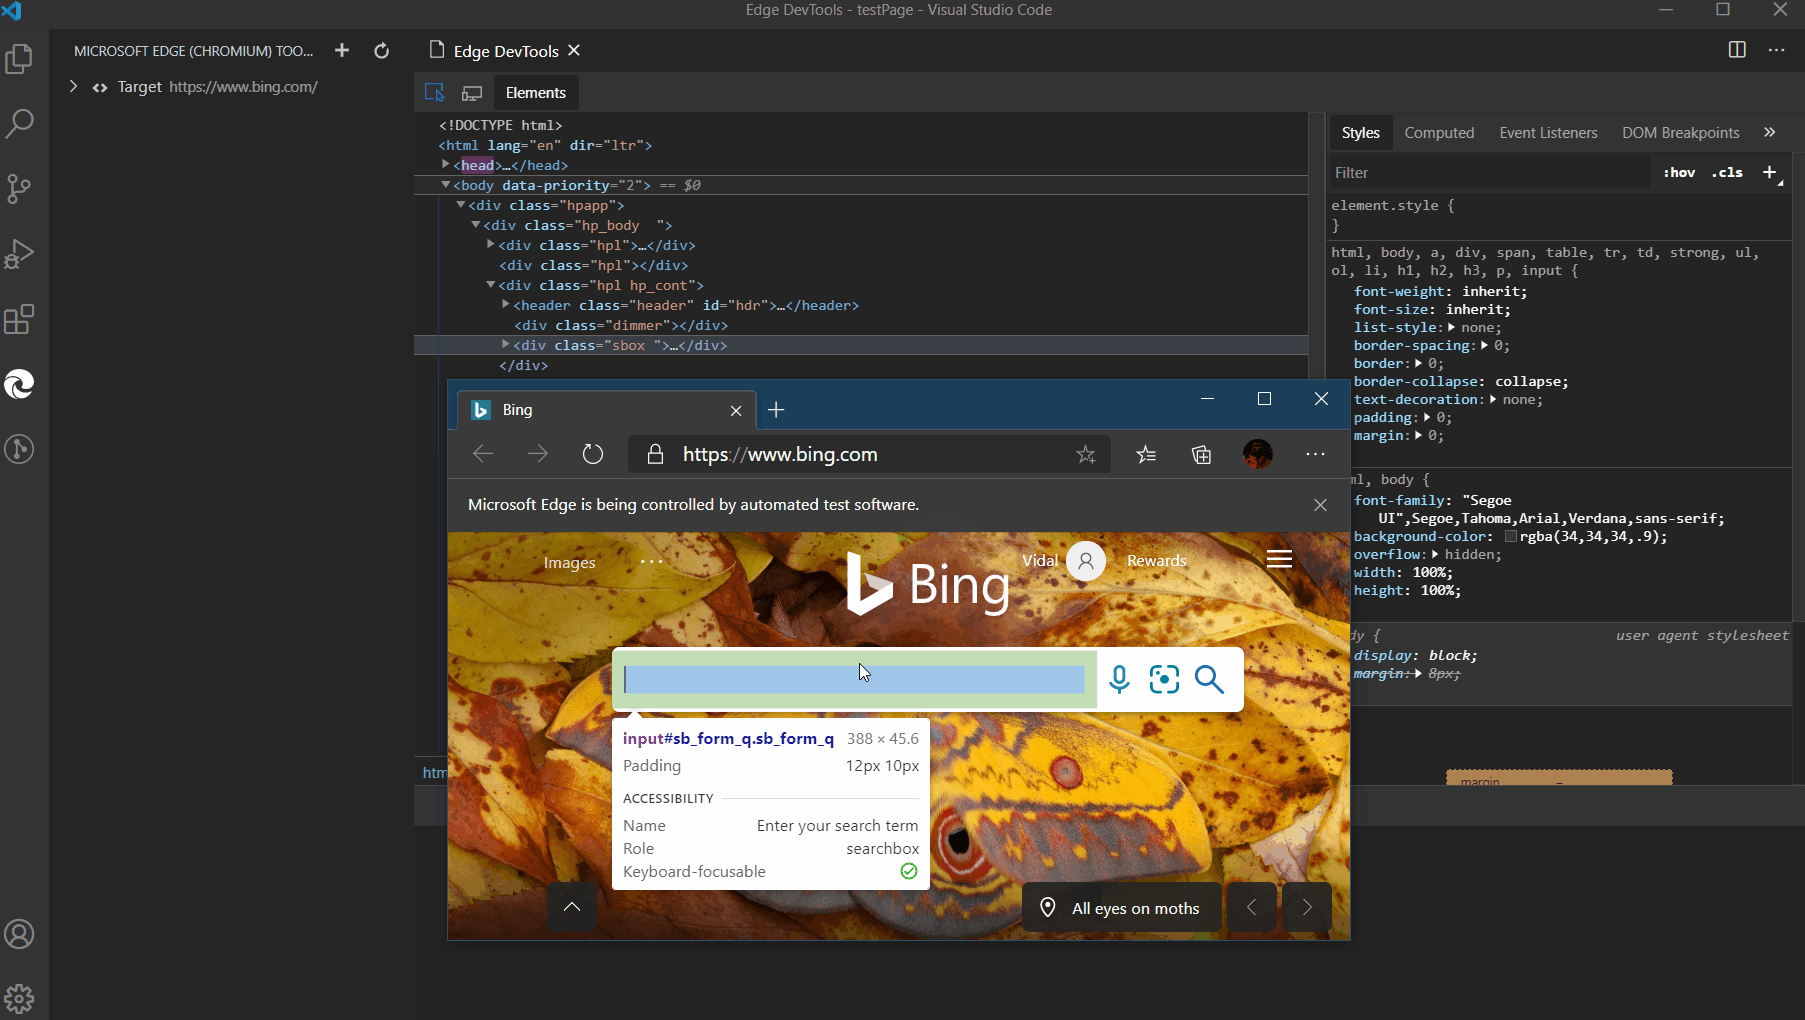 Edge DevTools - testPage - Visual Studio Code
MICROSOFT EDGE (CHROMIUM) TOO...
Target https://www.bing.com/
Edge DevTools
Elements
<!DOCTYPE html>
<html lang="en" dir="ltr">
<head>…</head>
<body data-priority="2"> == $0
<div class="hpapp">
<div class="hp_body  ">
<div class="hpl">…</div>
<div class="hpl"></div>
<div class="hpl hp_cont">
<header class="header" id="hdr">…</header>
<div class="dimmer"></div>
<div class="sbox ">…</div>
</div>
htm
Styles Computed Event Listeners DOM Breakpoints »
Filter :hov .cls +
element.style {
}
html, body, a, div, span, table, tr, td, strong, ul,
ol, li, h1, h2, h3, p, input {
font-weight: inherit;
font-size: inherit;
list-style: none;
border-spacing: 0;
border: 0;
border-collapse: collapse;
text-decoration: none;
padding: 0;
margin: 0;
ml, body {
font-family: "Segoe
UI",Segoe,Tahoma,Arial,Verdana,sans-serif;
background-color: rgba(34,34,34,.9);
overflow: hidden;
width: 100%;
height: 100%;
dy { user agent stylesheet
display: block;
margin: 8px;
margin –
Bing
https://www.bing.com
Microsoft Edge is being controlled by automated test software.
Images ...
Bing
Vidal Rewards
input#sb_form_q.sb_form_q 388 × 45.6
Padding 12px 10px
ACCESSIBILITY
Name Enter your search term
Role searchbox
Keyboard-focusable
All eyes on moths